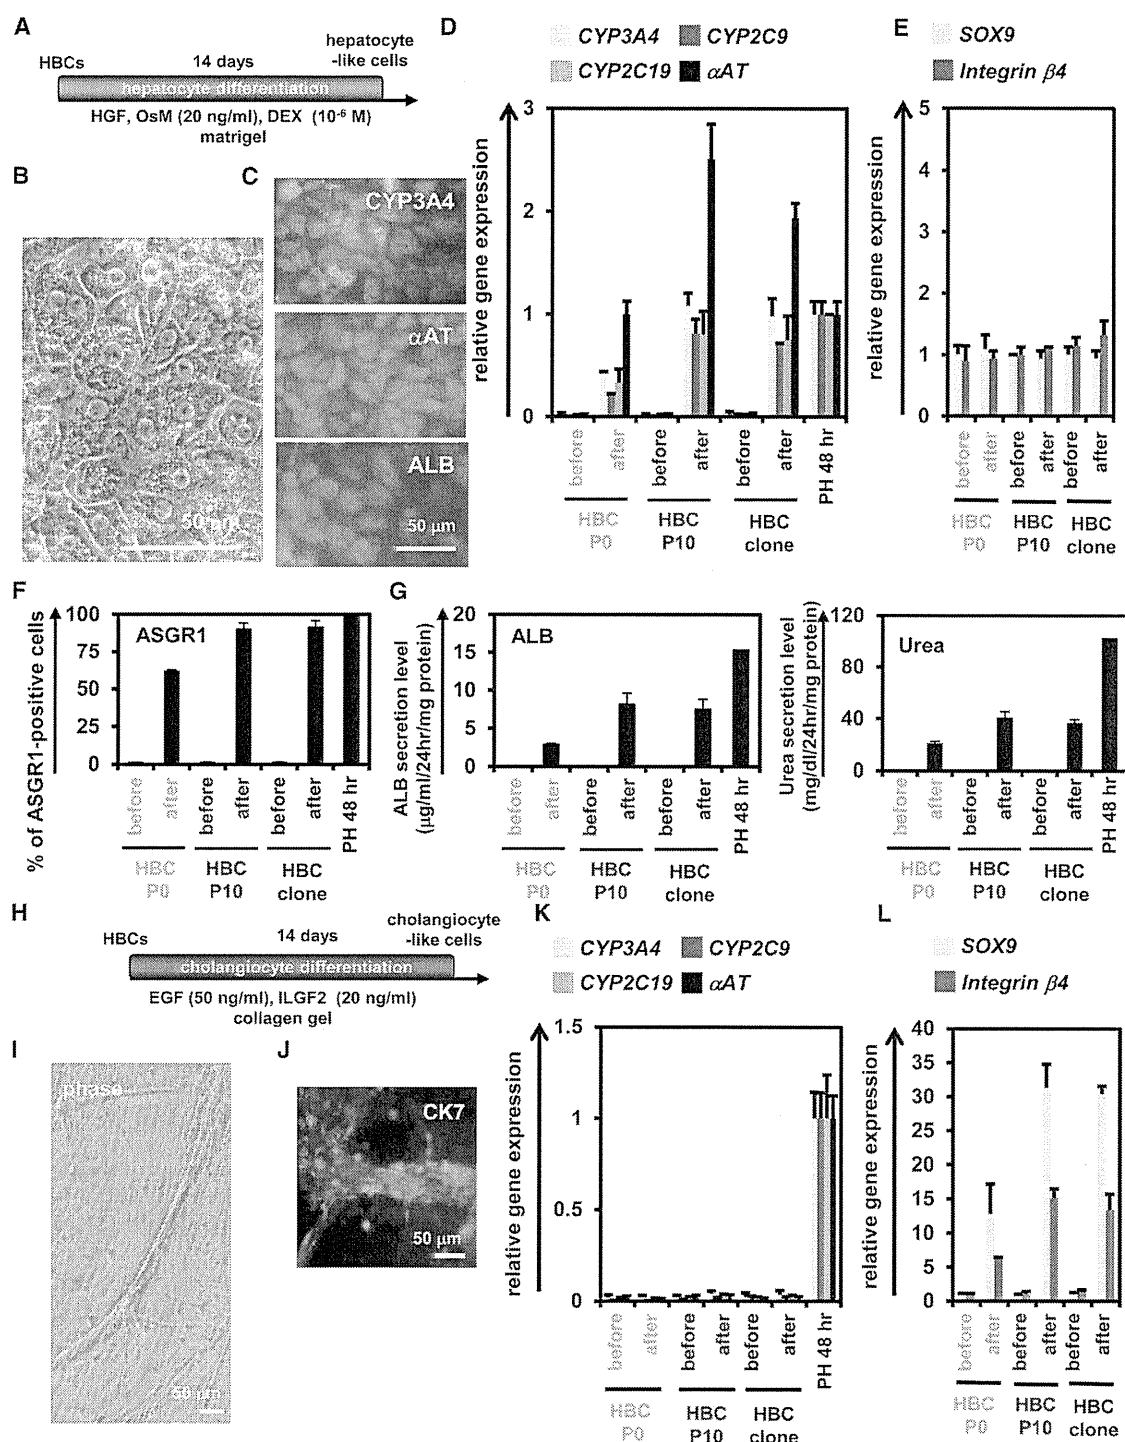 A
HBCs
14 days
hepatocyte
-like cells
hepatocyte differentiation
HGF, OsM (20 ng/ml), DEX (10⁻⁶ M)
matrigel
B
50 μm
C
CYP3A4
αAT
ALB
50 μm
D
CYP3A4
CYP2C9
CYP2C19
αAT
relative gene expression
3
2
1
0
before
after
before
after
before
after
PH 48 hr
HBC
P0
HBC
P10
HBC
clone
E
SOX9
Integrin β4
relative gene expression
5
4
3
2
1
0
before
after
before
after
before
after
HBC
P0
HBC
P10
HBC
clone
F
% of ASGR1-positive cells
ASGR1
100
75
50
25
0
before
after
before
after
before
after
PH 48 hr
HBC
P0
HBC
P10
HBC
clone
G
ALB secretion level
(μg/ml/24hr/mg protein)
ALB
20
15
10
5
0
before
after
before
after
before
after
PH 48 hr
HBC
P0
HBC
P10
HBC
clone
Urea secretion level
(mg/dl/24hr/mg protein)
Urea
120
80
40
0
before
after
before
after
before
after
PH 48 hr
HBC
P0
HBC
P10
HBC
clone
H
HBCs
14 days
cholangiocyte
-like cells
cholangiocyte differentiation
EGF (50 ng/ml), ILGF2 (20 ng/ml)
collagen gel
I
phase
50 μm
J
CK7
50 μm
K
CYP3A4
CYP2C9
CYP2C19
αAT
relative gene expression
1.5
1
0.5
0
before
after
before
after
before
after
PH 48 hr
HBC
P0
HBC
P10
HBC
clone
L
SOX9
Integrin β4
relative gene expression
40
35
30
25
20
15
10
5
0
before
after
before
after
before
after
HBC
P0
HBC
P10
HBC
clone